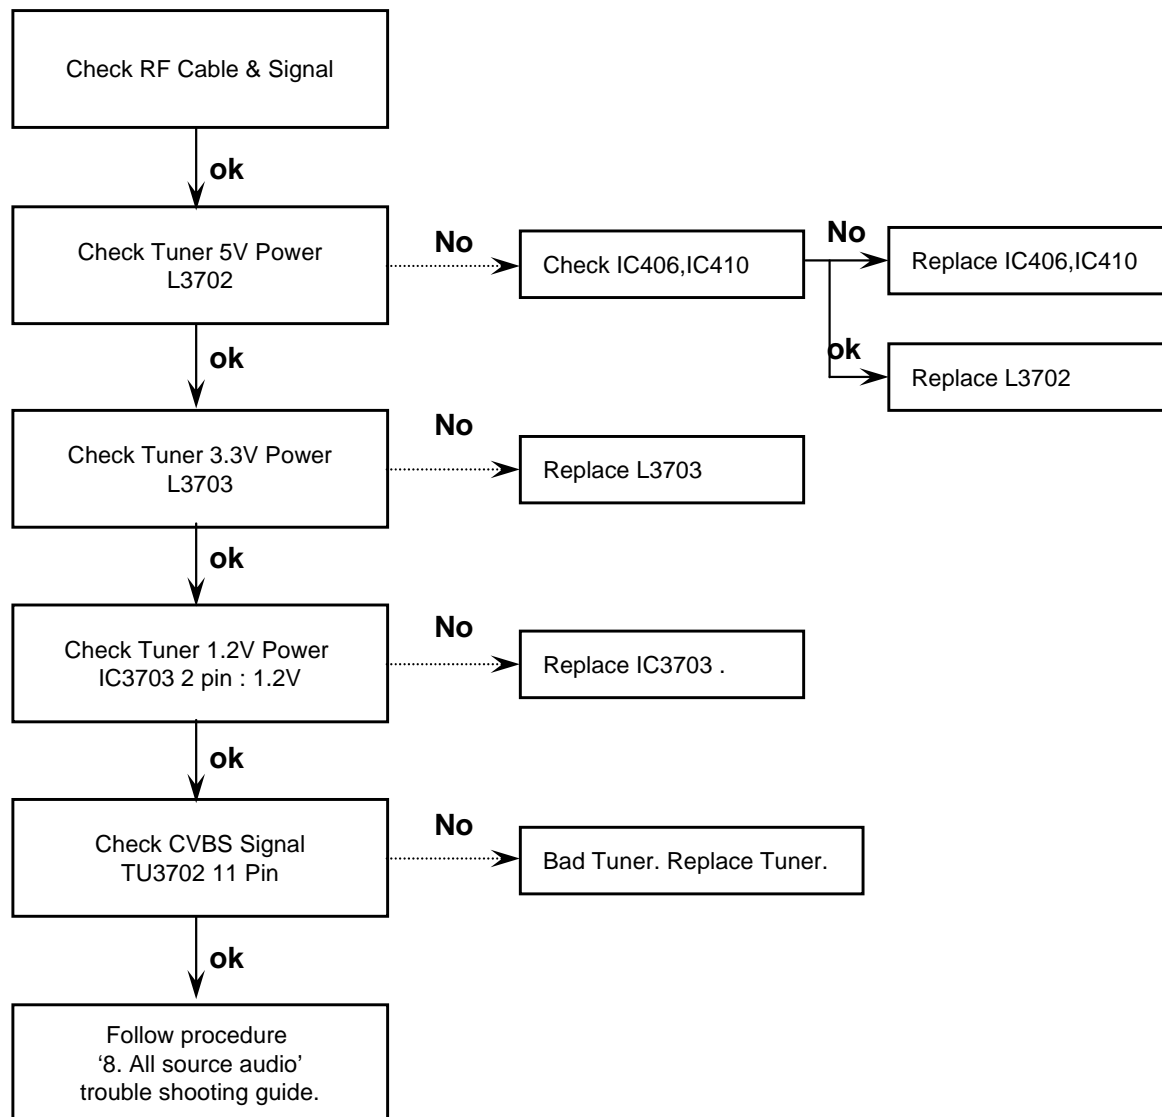 Check RF Cable & Signal
ok
Check Tuner 5V Power
L3702
No
Check IC406,IC410
No
Replace IC406,IC410
ok
Replace L3702
ok
Check Tuner 3.3V Power
L3703
No
Replace L3703
ok
Check Tuner 1.2V Power
IC3703 2 pin : 1.2V
No
Replace IC3703 .
ok
Check CVBS Signal
TU3702 11 Pin
No
Bad Tuner. Replace Tuner.
ok
Follow procedure
‘8. All source audio’
trouble shooting guide.